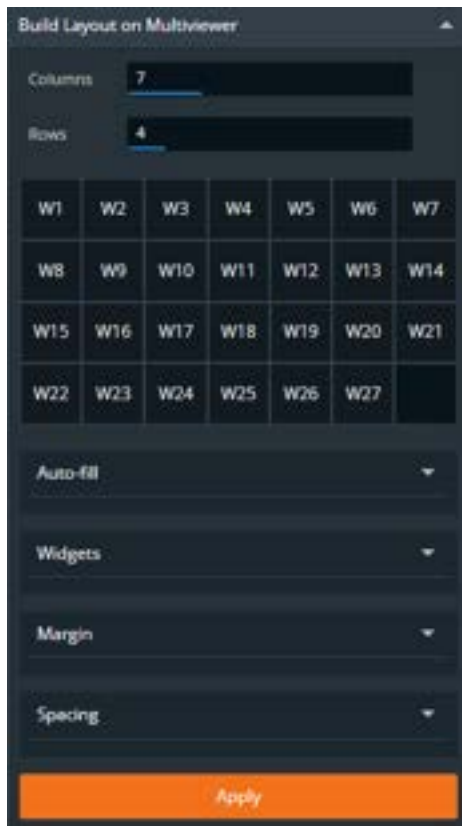 Build Layout on Multiviewer
Columns 7
Rows 4
W1 W2 W3 W4 W5 W6 W7
W8 W9 W10 W11 W12 W13 W14
W15 W16 W17 W18 W19 W20 W21
W22 W23 W24 W25 W26 W27
Auto-fill
Widgets
Margin
Spacing
Apply